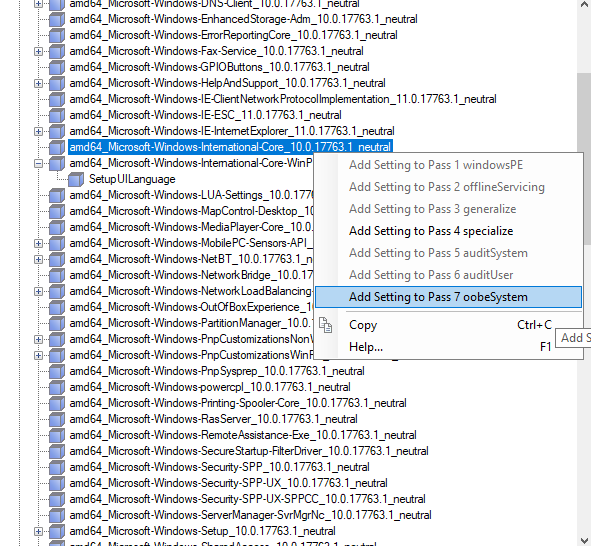 amd64_Microsoft-Windows-DNS-Client_10.0.17763.1_neutral
amd64_Microsoft-Windows-EnhancedStorage-Adm_10.0.17763.1_neutral
amd64_Microsoft-Windows-ErrorReportingCore_10.0.17763.1_neutral
amd64_Microsoft-Windows-Fax-Service_10.0.17763.1_neutral
amd64_Microsoft-Windows-GPIOButtons_10.0.17763.1_neutral
amd64_Microsoft-Windows-HelpAndSupport_10.0.17763.1_neutral
amd64_Microsoft-Windows-IE-ClientNetworkProtocolImplementation_11.0.17763.1_neutral
amd64_Microsoft-Windows-IE-ESC_11.0.17763.1_neutral
amd64_Microsoft-Windows-IE-InternetExplorer_11.0.17763.1_neutral
amd64_Microsoft-Windows-International-Core_10.0.17763.1_neutral
amd64_Microsoft-Windows-International-Core-WinP
SetupUILanguage
amd64_Microsoft-Windows-LUA-Settings_10.0.1776
amd64_Microsoft-Windows-MapControl-Desktop_10
amd64_Microsoft-Windows-MediaPlayer-Core_10.0
amd64_Microsoft-Windows-MobilePC-Sensors-API_
amd64_Microsoft-Windows-NetBT_10.0.17763.1_ne
amd64_Microsoft-Windows-NetworkBridge_10.0.17
amd64_Microsoft-Windows-NetworkLoadBalancing-
amd64_Microsoft-Windows-OutOfBoxExperience_10
amd64_Microsoft-Windows-PartitionManager_10.0.1
amd64_Microsoft-Windows-PnpCustomizationsNonW
amd64_Microsoft-Windows-PnpCustomizationsWinP
amd64_Microsoft-Windows-PnpSysprep_10.0.17763.1_neutral
amd64_Microsoft-Windows-powercpl_10.0.17763.1_neutral
amd64_Microsoft-Windows-Printing-Spooler-Core_10.0.17763.1_neutral
amd64_Microsoft-Windows-RasServer_10.0.17763.1_neutral
amd64_Microsoft-Windows-RemoteAssistance-Exe_10.0.17763.1_neutral
amd64_Microsoft-Windows-SecureStartup-FilterDriver_10.0.17763.1_neutral
amd64_Microsoft-Windows-Security-SPP_10.0.17763.1_neutral
amd64_Microsoft-Windows-Security-SPP-UX_10.0.17763.1_neutral
amd64_Microsoft-Windows-Security-SPP-UX-SPPCC_10.0.17763.1_neutral
amd64_Microsoft-Windows-ServerManager-SvrMgrNc_10.0.17763.1_neutral
amd64_Microsoft-Windows-Setup_10.0.17763.1_neutral
amd64_Microsoft-Windows-SharedAccess_10.0.17763.1_neutral
Add Setting to Pass 1 windowsPE
Add Setting to Pass 2 offlineServicing
Add Setting to Pass 3 generalize
Add Setting to Pass 4 specialize
Add Setting to Pass 5 auditSystem
Add Setting to Pass 6 auditUser
Add Setting to Pass 7 oobeSystem
Copy Ctrl+C
Help... F1
Add S